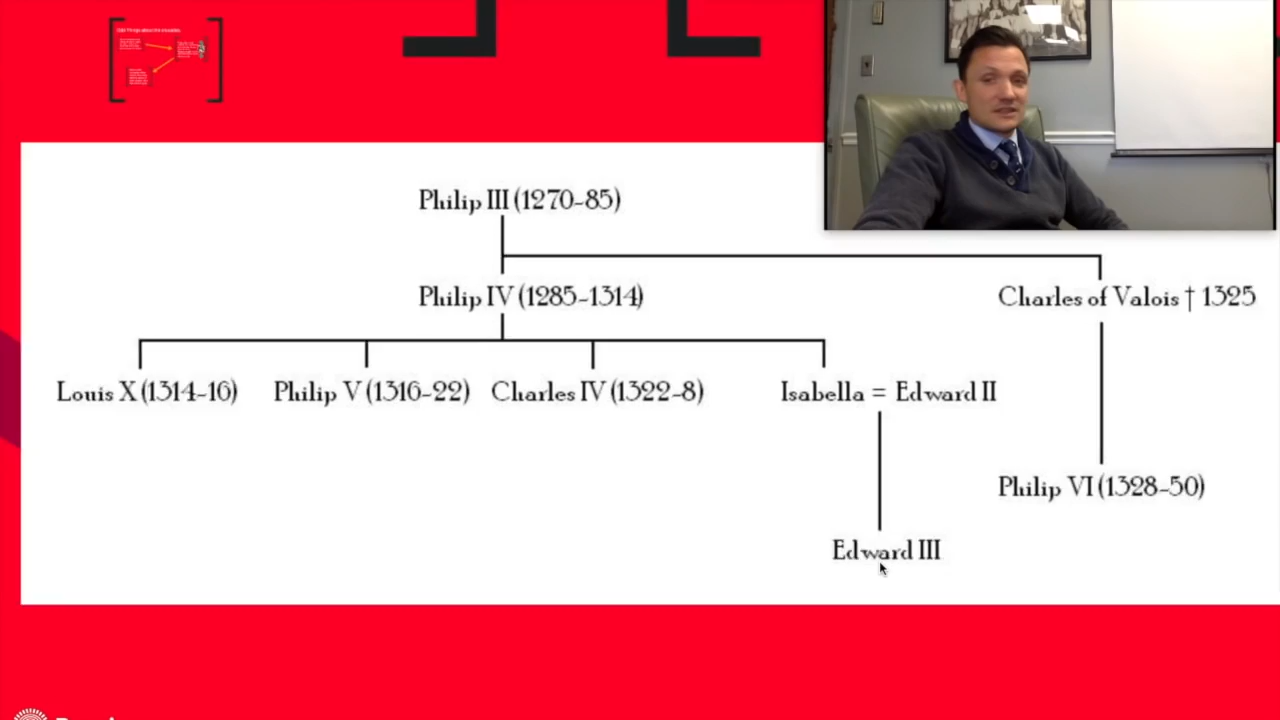 Philip III (1270-85)
Philip IV (1285-1314)
Charles of Valois † 1325
Louis X (1314-16)
Philip V (1316-22)
Charles IV (1322-8)
Isabella = Edward II
Philip VI (1328-50)
Edward III